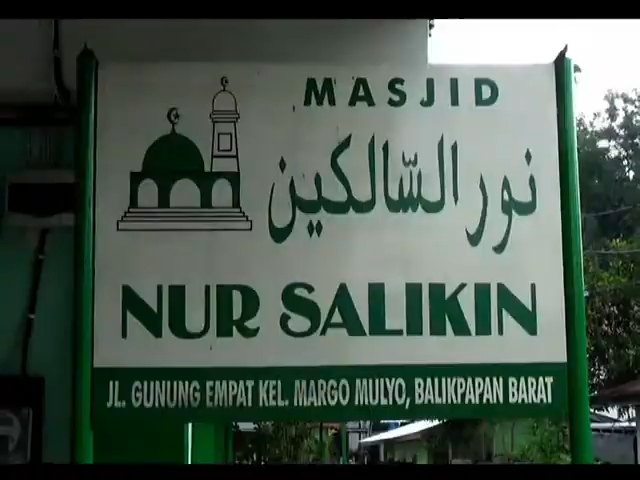 MASJID
نور السّالكين
NUR SALIKIN
JL. GUNUNG EMPAT KEL. MARGO MULYO, BALIKPAPAN BARAT